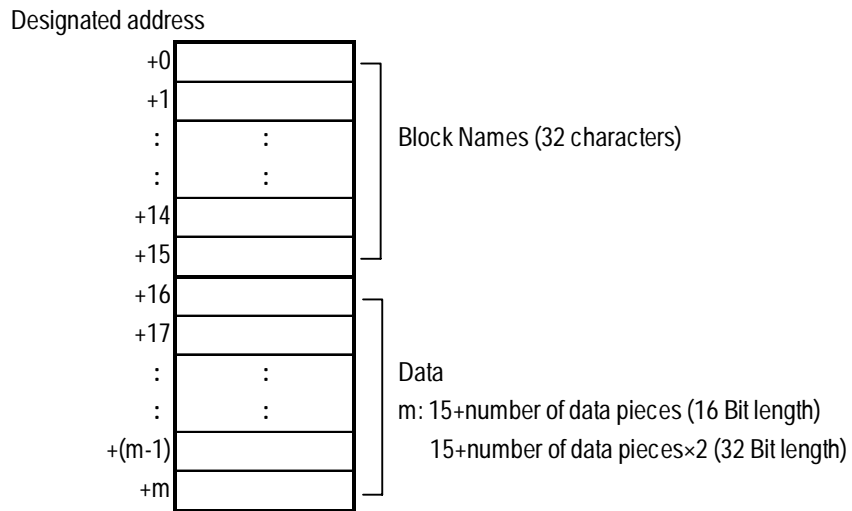 Designated address
+0
+1
: :
Block Names (32 characters)
: :
+14
+15
+16
+17
: :
Data
: :
m: 15+number of data pieces (16 Bit length)
+(m-1)
15+number of data pieces×2 (32 Bit length)
+m